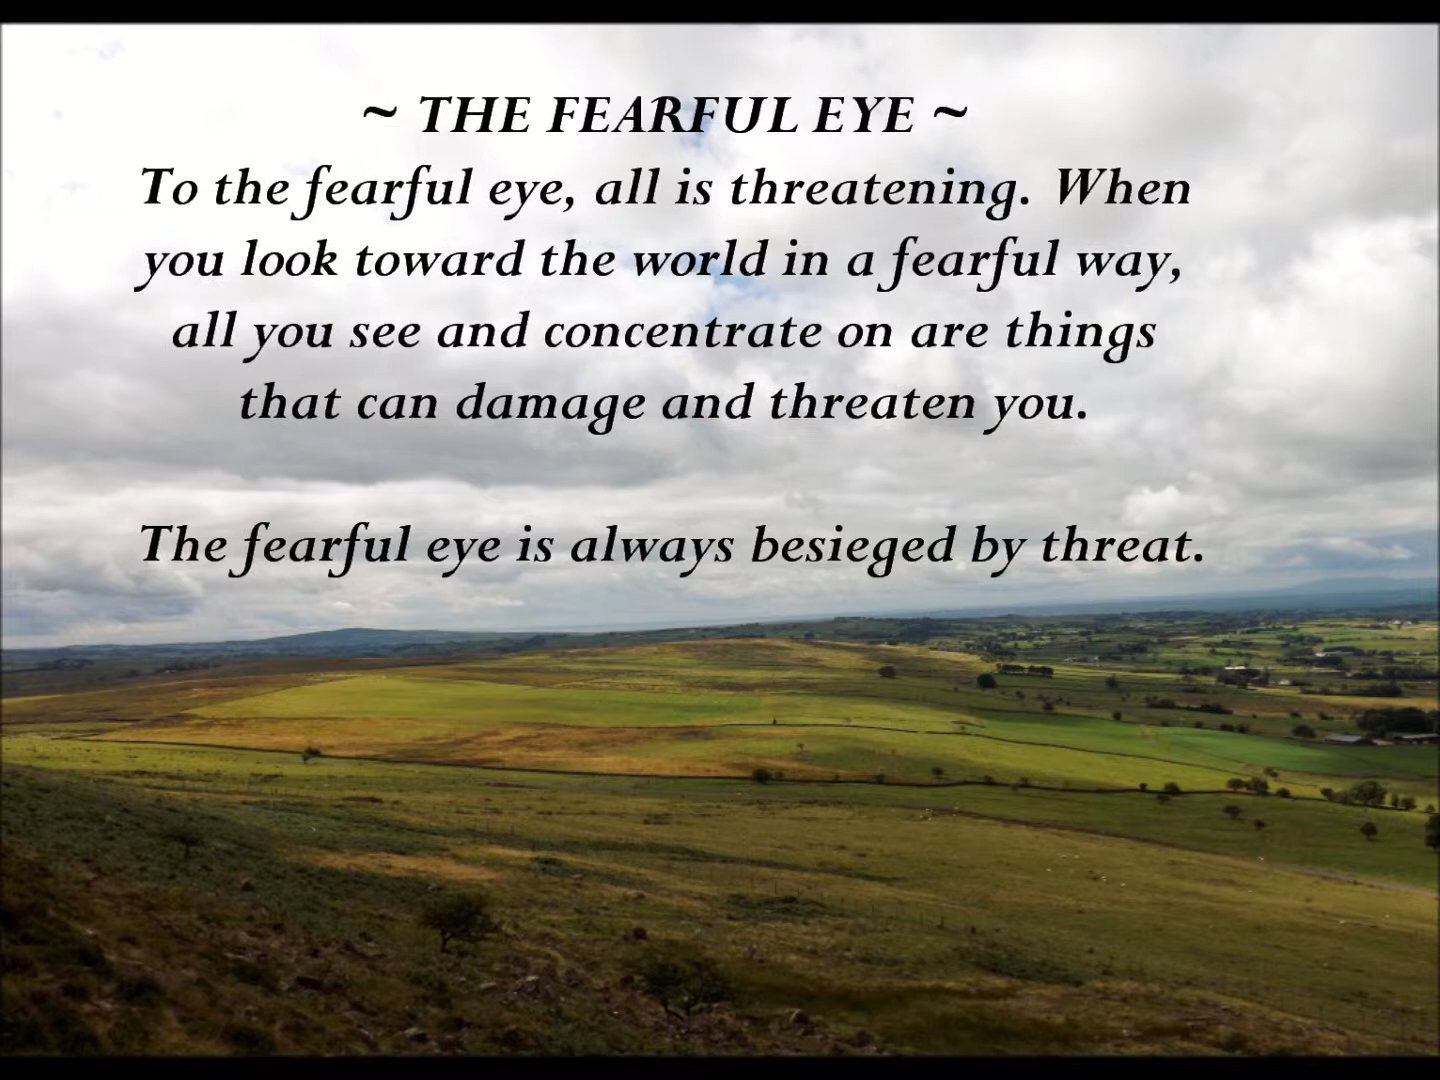 ~ THE FEARFUL EYE ~
To the fearful eye, all is threatening. When
you look toward the world in a fearful way,
all you see and concentrate on are things
that can damage and threaten you.
The fearful eye is always besieged by threat.